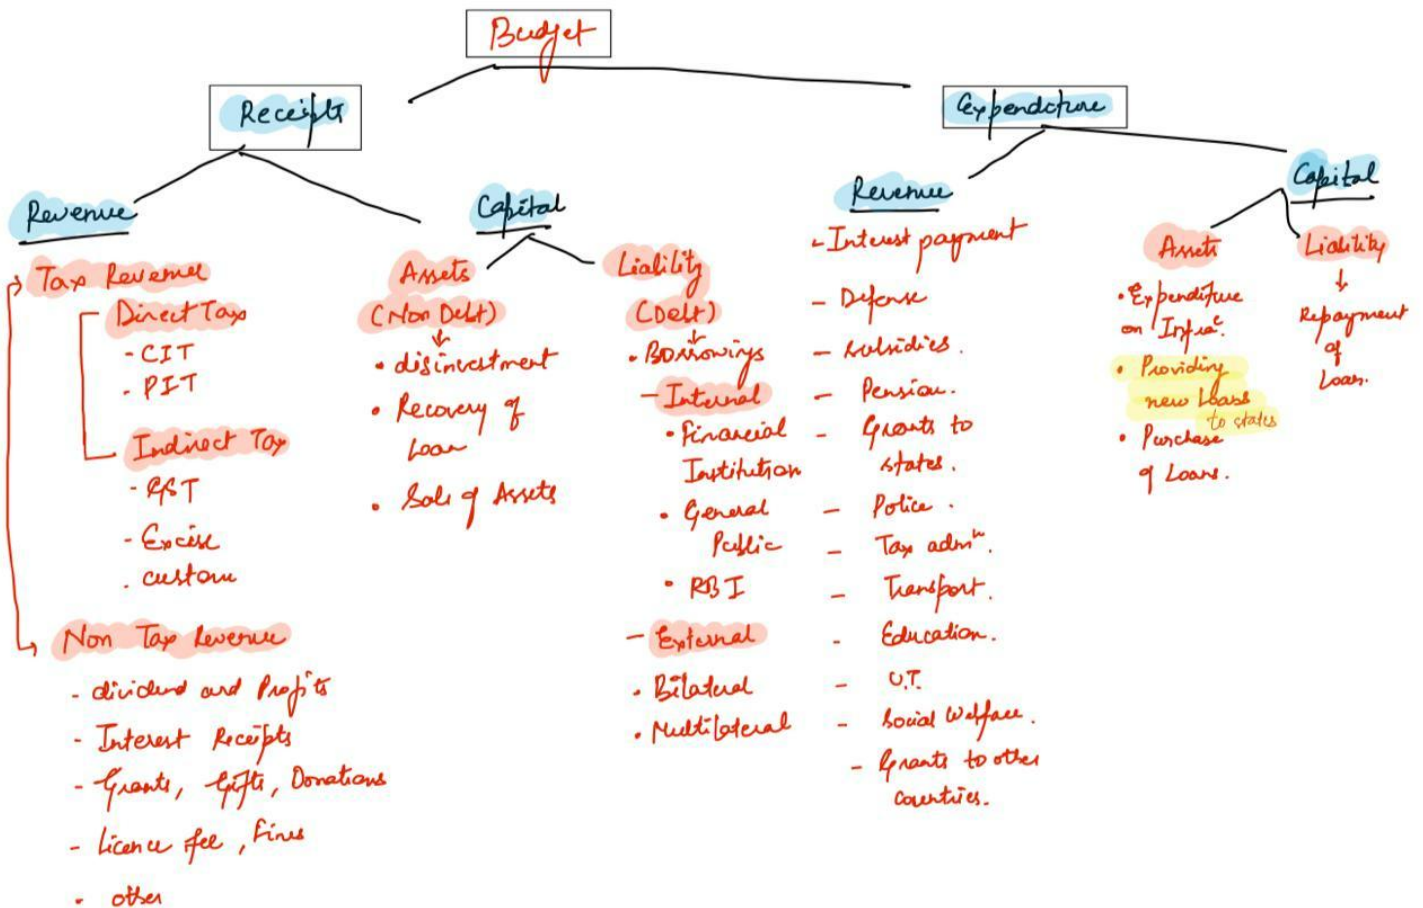 Budget
Receipts
Expenditure
Revenue
Capital
Revenue
Capital
Tax Revenue
Direct Tax
- CIT
- PIT
Indirect Tax
- GST
- Excise
. custom
Non Tax Revenue
- dividend and Profits
- Interest Receipts
- Grants, Gifts, Donations
- Licence fee, Fines
• other
Assets
(Non Debt)
• disinvestment
• Recovery of
Loan
• Sale of Assets
Liability
(Debt)
• Borrowings
- Internal
• Financial
Institution
• General
Public
• RBI
- External
• Bilateral
• Multilateral
- Interest payment
- Defense
- subsidies.
- Pension.
- Grants to
states.
- Police.
- Tax admn.
- Transport.
- Education.
- U.T.
- Social Welfare.
- Grants to other
countries.
Assets
• Expenditure
on Infrac.
• Providing
new loans
to states
• Purchase
of Loans.
Liability
Repayment
of
Loan.